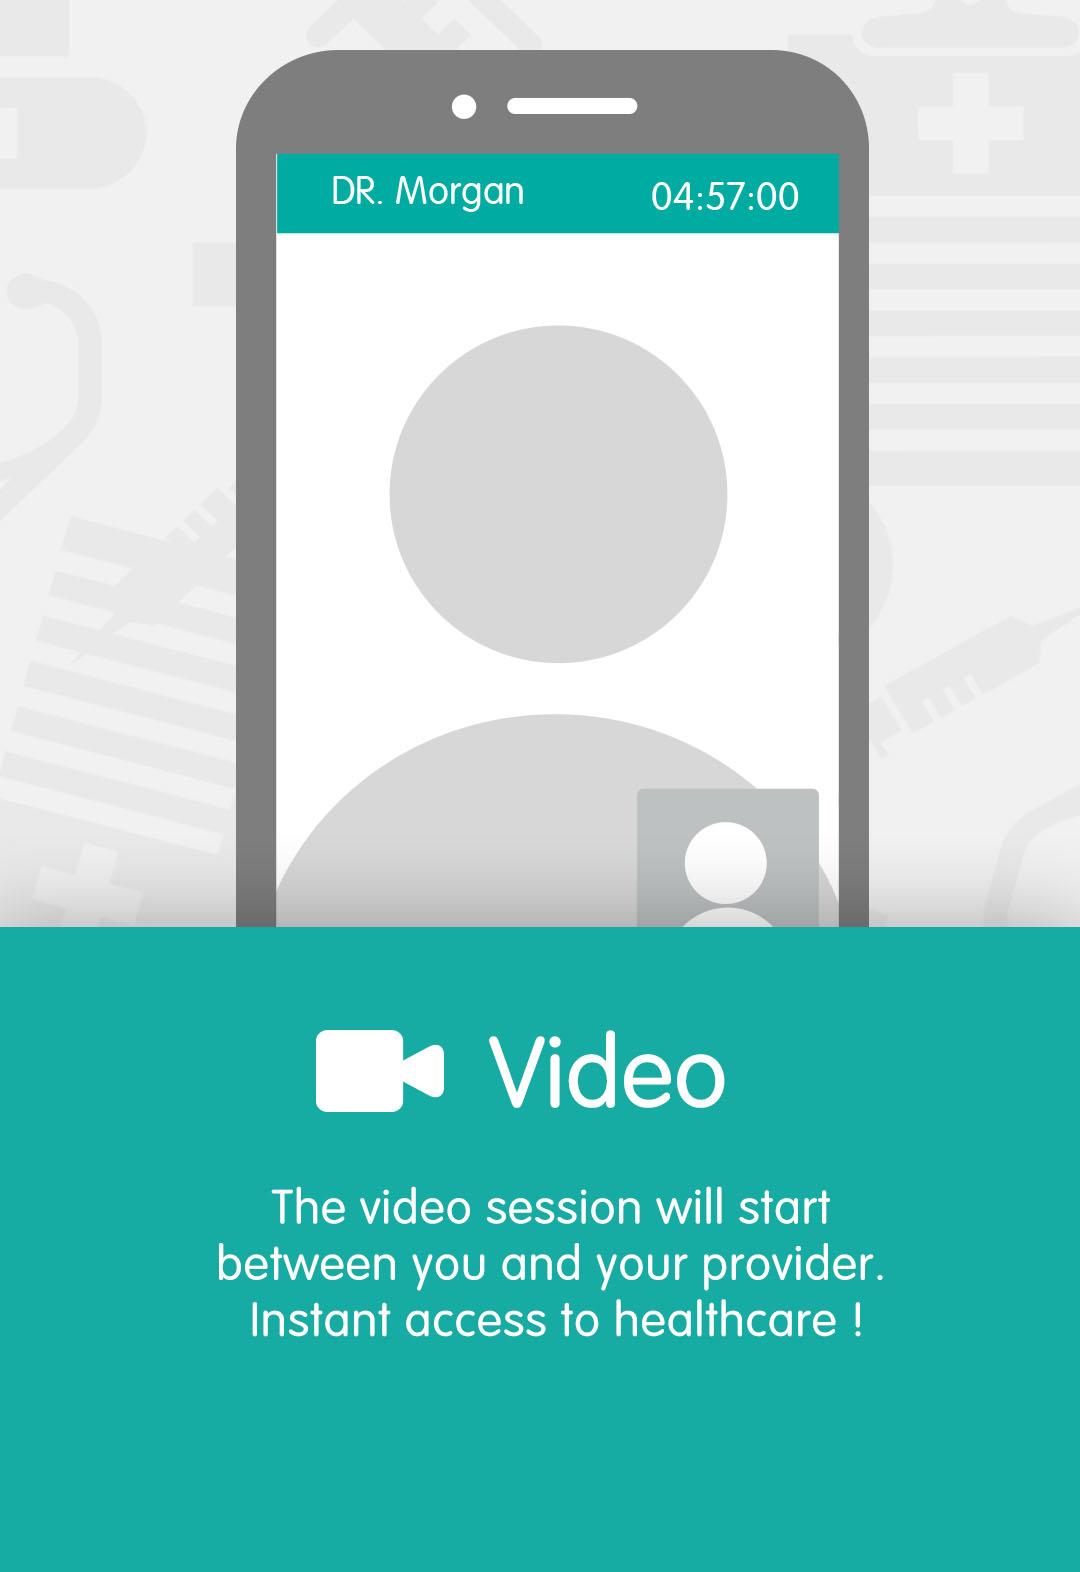 DR. Morgan 04:57:00
Video
The video session will start
between you and your provider.
Instant access to healthcare !